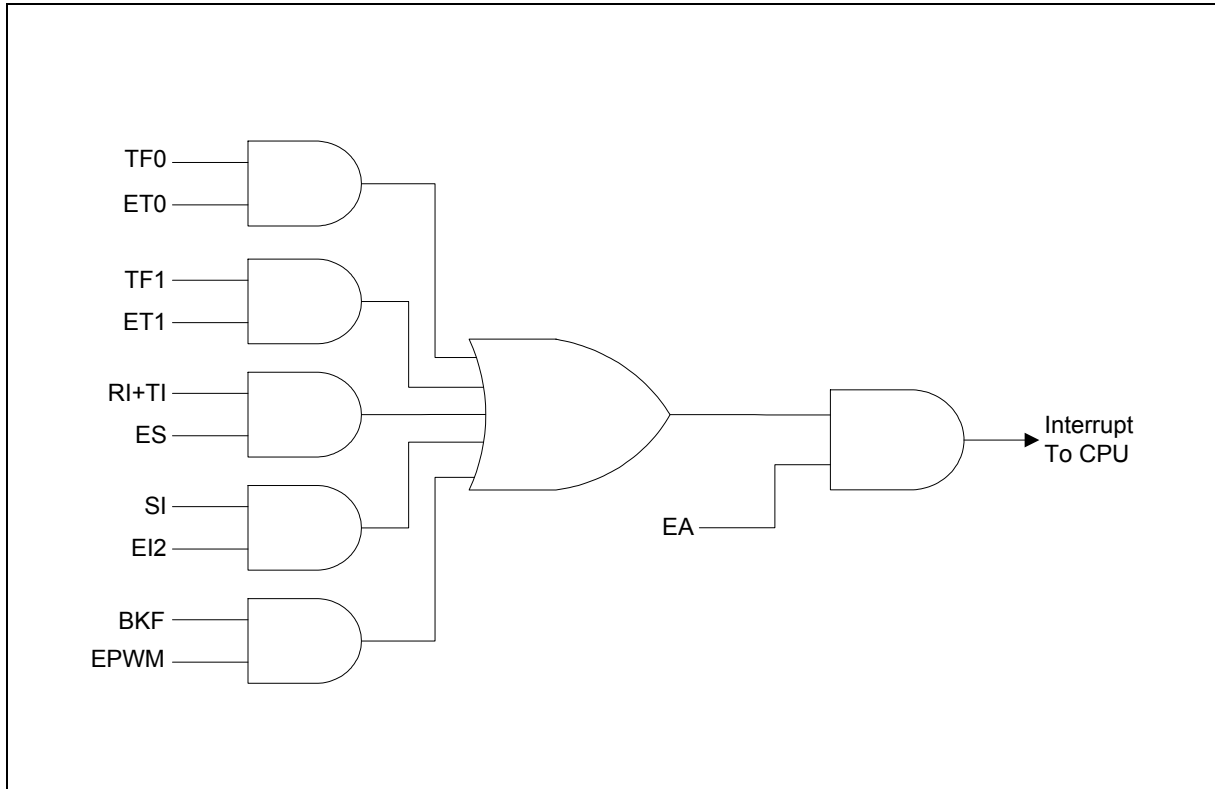 TF0
ET0
TF1
ET1
RI+TI
ES
SI
EI2
BKF
EPWM
EA
Interrupt
To CPU